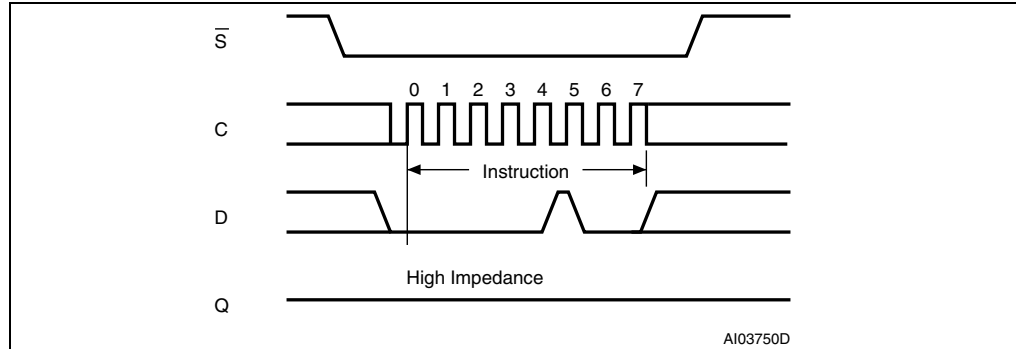 S̅
0 1 2 3 4 5 6 7
C
Instruction
D
High Impedance
Q
AI03750D